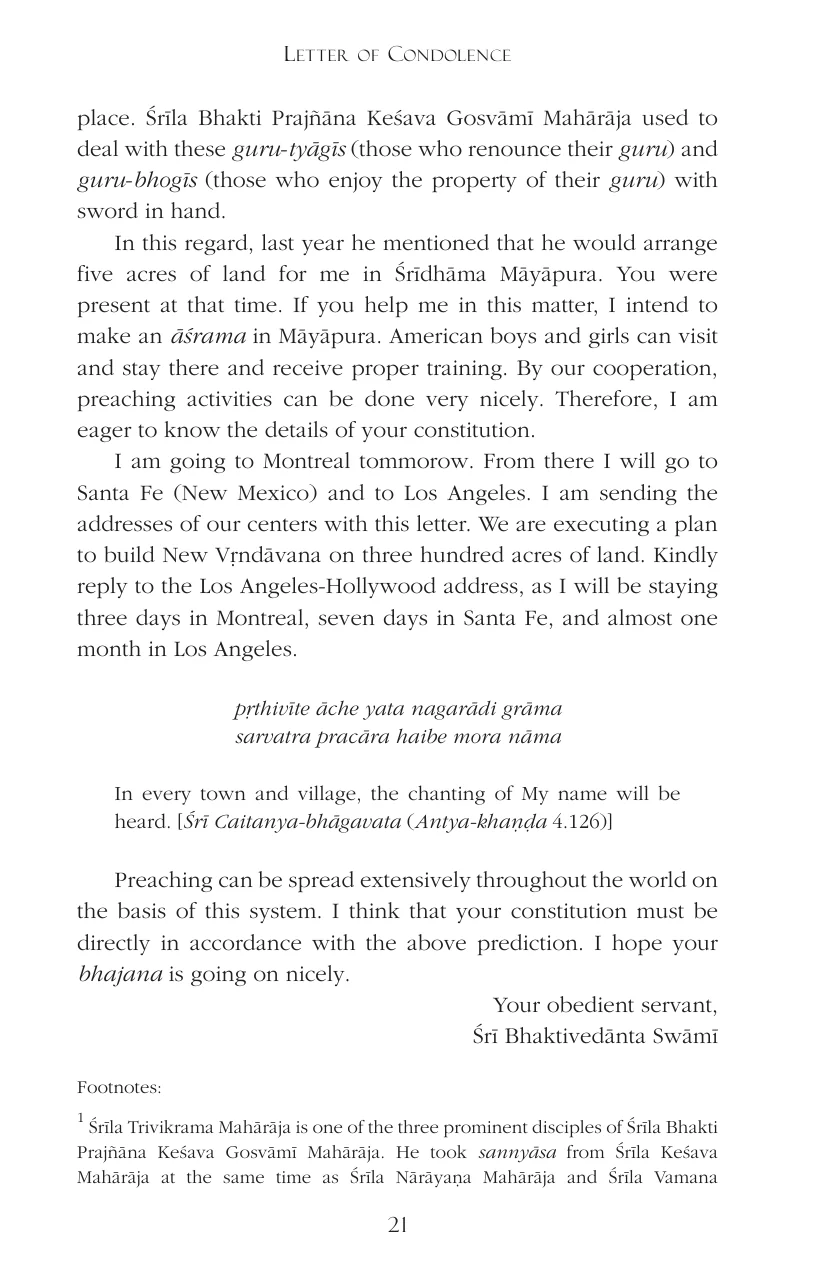 LETTER OF CONDOLENCE
place. Śrīla Bhakti Prajñāna Keśava Gosvāmī Mahārāja used to
deal with these guru-tyāgīs (those who renounce their guru) and
guru-bhogīs (those who enjoy the property of their guru) with
sword in hand.
In this regard, last year he mentioned that he would arrange
five acres of land for me in Śrīdhāma Māyāpura. You were
present at that time. If you help me in this matter, I intend to
make an āśrama in Māyāpura. American boys and girls can visit
and stay there and receive proper training. By our cooperation,
preaching activities can be done very nicely. Therefore, I am
eager to know the details of your constitution.
I am going to Montreal tommorow. From there I will go to
Santa Fe (New Mexico) and to Los Angeles. I am sending the
addresses of our centers with this letter. We are executing a plan
to build New Vṛndāvana on three hundred acres of land. Kindly
reply to the Los Angeles-Hollywood address, as I will be staying
three days in Montreal, seven days in Santa Fe, and almost one
month in Los Angeles.
pṛthivīte āche yata nagarādi grāma
sarvatra pracāra haibe mora nāma
In every town and village, the chanting of My name will be
heard. [Śrī Caitanya-bhāgavata (Antya-khaṇḍa 4.126)]
Preaching can be spread extensively throughout the world on
the basis of this system. I think that your constitution must be
directly in accordance with the above prediction. I hope your
bhajana is going on nicely.
Your obedient servant,
Śrī Bhaktivedānta Swāmī
Footnotes:
1 Śrīla Trivikrama Mahārāja is one of the three prominent disciples of Śrīla Bhakti
Prajñāna Keśava Gosvāmī Mahārāja. He took sannyāsa from Śrīla Keśava
Mahārāja at the same time as Śrīla Nārāyaṇa Mahārāja and Śrīla Vamana
21